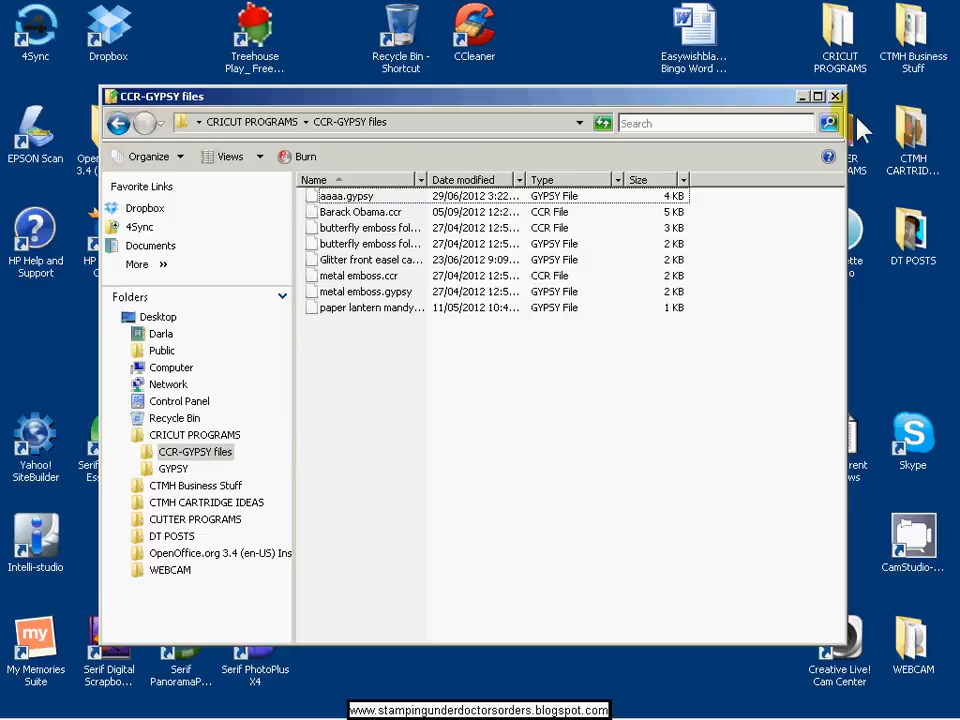 4Sync
Dropbox
Treehouse
Play_ Free...
Recycle Bin -
Shortcut
CCleaner
Easywishbla...
Bingo Word ...
CRICUT
PROGRAMS
CTMH Business
Stuff
CCR-GYPSY files
CRICUT PROGRAMS
CCR-GYPSY files
Search
Organize
Views
Burn
?
EPSON Scan
CTMH
CARTRID...
Favorite Links
Dropbox
4Sync
Documents
More »
Folders
Desktop
Darla
Public
Computer
Network
Control Panel
Recycle Bin
CRICUT PROGRAMS
CCR-GYPSY files
GYPSY
CTMH Business Stuff
CTMH CARTRIDGE IDEAS
CUTTER PROGRAMS
DT POSTS
OpenOffice.org 3.4 (en-US) Ins
WEBCAM
Name Date modified Type Size
aaaa.gypsy 29/06/2012 3:22... GYPSY File 4 KB
Barack Obama.ccr 05/09/2012 12:2... CCR File 5 KB
butterfly emboss fol... 27/04/2012 12:5... CCR File 3 KB
butterfly emboss fol... 27/04/2012 12:5... GYPSY File 2 KB
Glitter front easel ca... 23/06/2012 9:09... GYPSY File 2 KB
metal emboss.ccr 27/04/2012 12:5... CCR File 2 KB
metal emboss.gypsy 27/04/2012 12:5... GYPSY File 2 KB
paper lantern mandy... 11/05/2012 10:4... GYPSY File 1 KB
HP Help and
Support
DT POSTS
Yahoo!
SiteBuilder
S
Skype
Intelli-studio
CamStudio-...
my
My Memories
Suite
Serif Digital
Scrapbo...
Serif
PanoramaP...
Serif PhotoPlus
X4
Creative Live!
Cam Center
WEBCAM
www.stampingunderdoctorsorders.blogspot.com